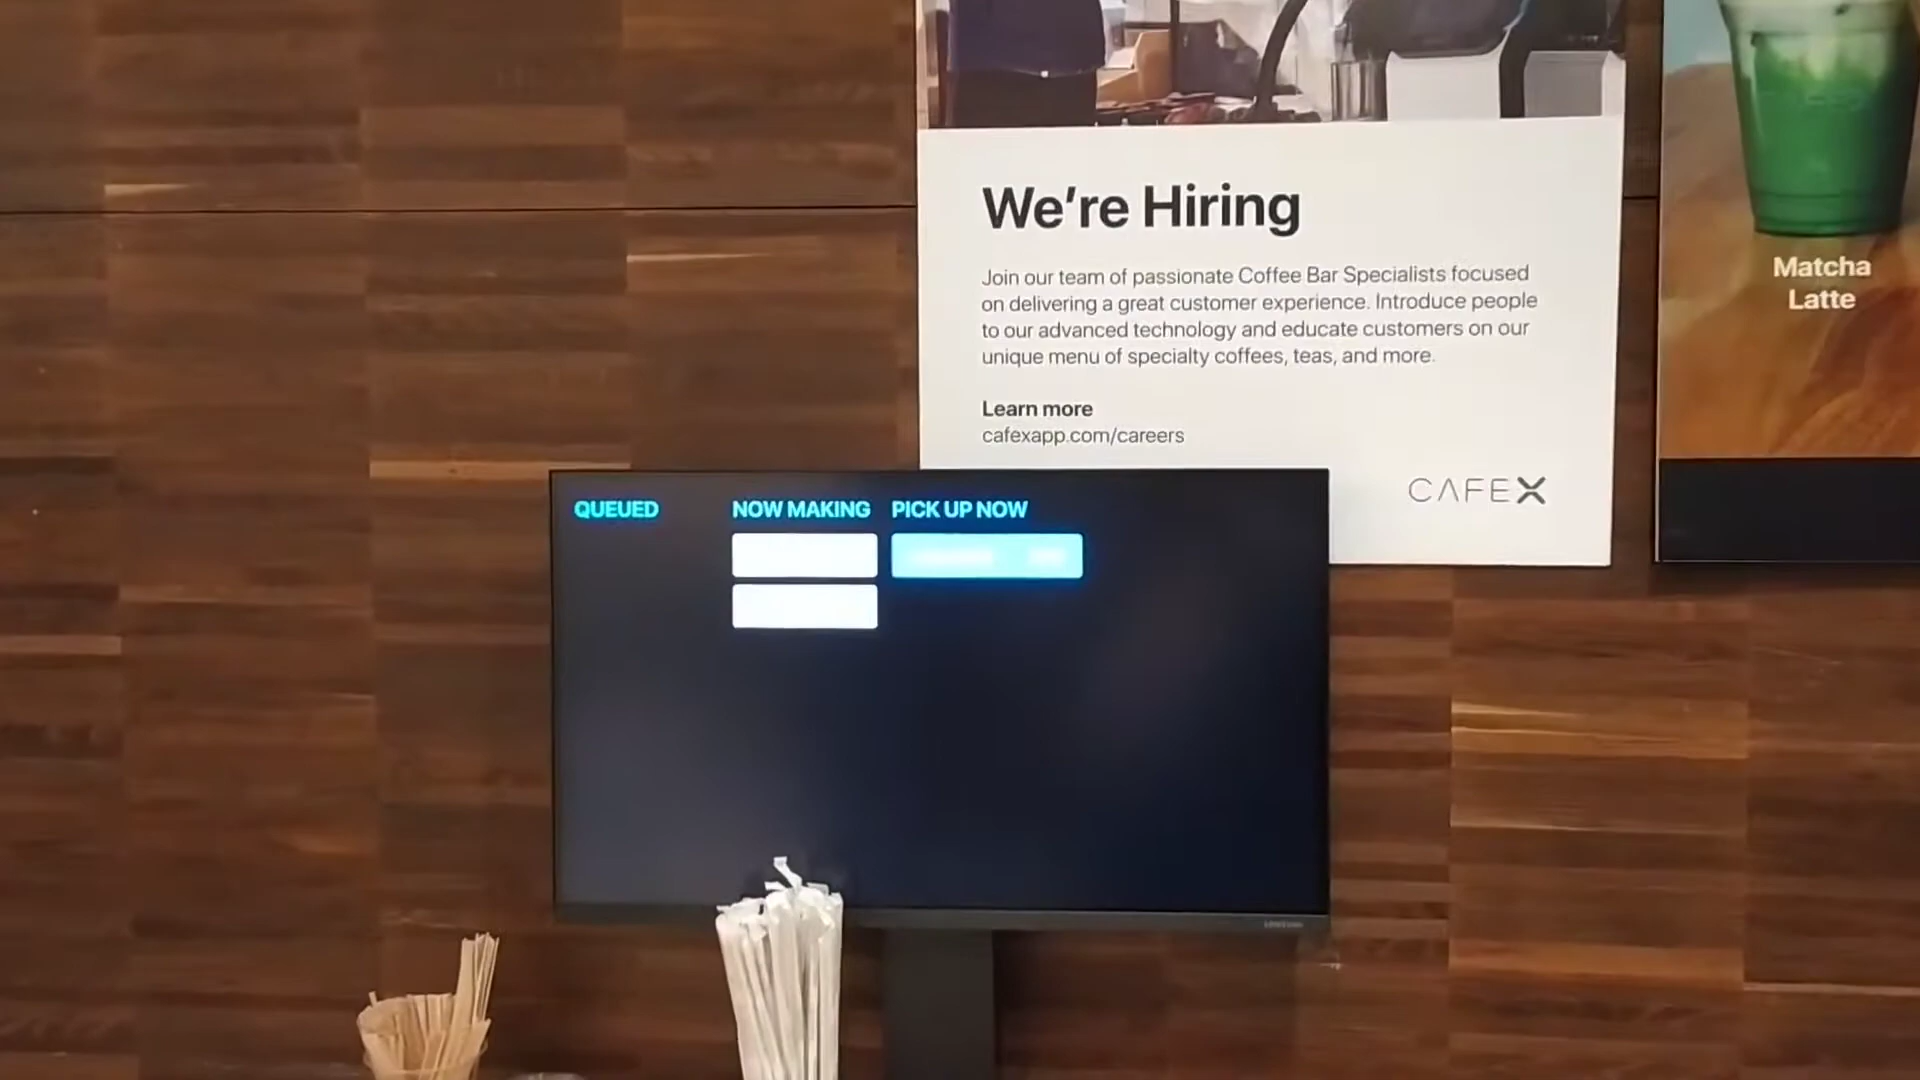 We're Hiring
Join our team of passionate Coffee Bar Specialists focused
on delivering a great customer experience. Introduce people
to our advanced technology and educate customers on our
unique menu of specialty coffees, teas, and more.
Learn more
cafexapp.com/careers
CAFEX
Matcha
Latte
QUEUED
NOW MAKING
PICK UP NOW